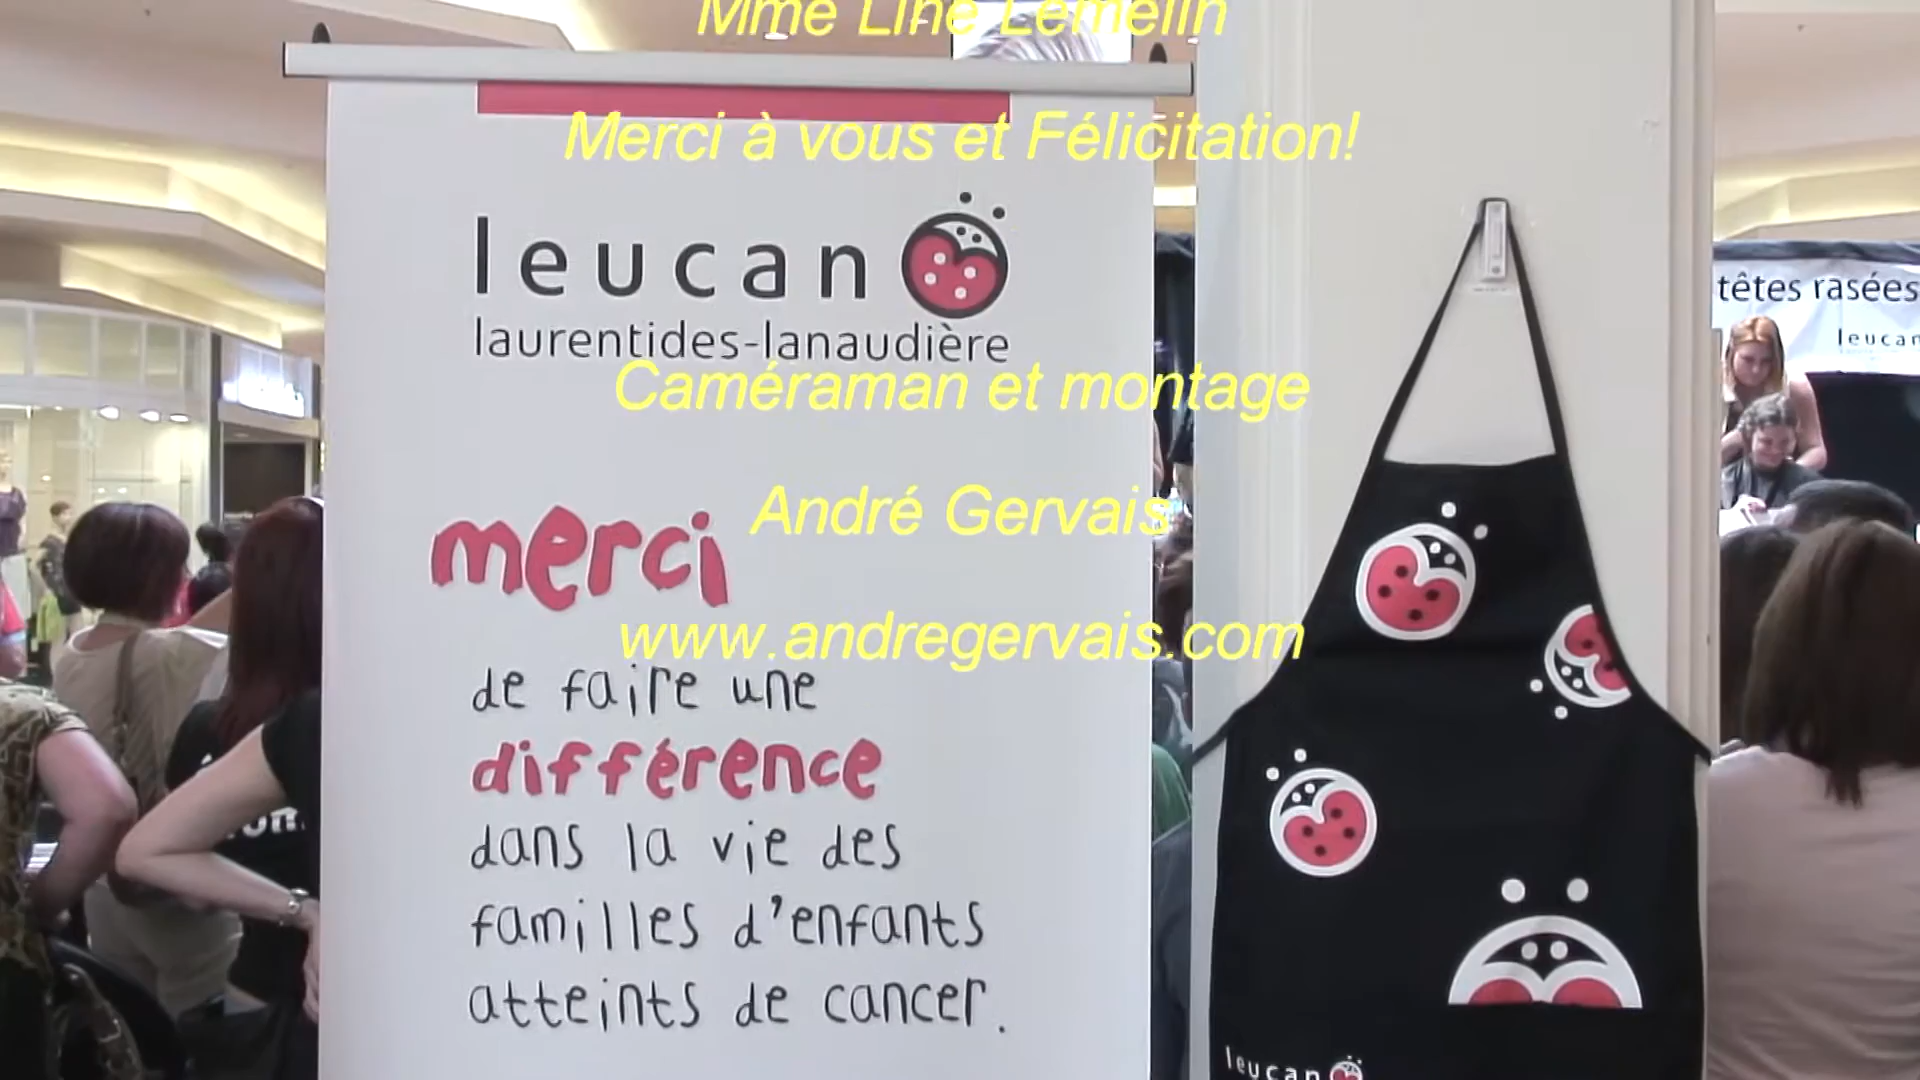 Mme Line Lemelin
Merci à vous et Félicitation!
leucan
laurentides-lanaudière
Caméraman et montage
André Gervais
www.andregervais.com
merci
de faire une
différence
dans la vie des
familles d'enfants
atteints de cancer.
têtes rasées
leucan
leucan